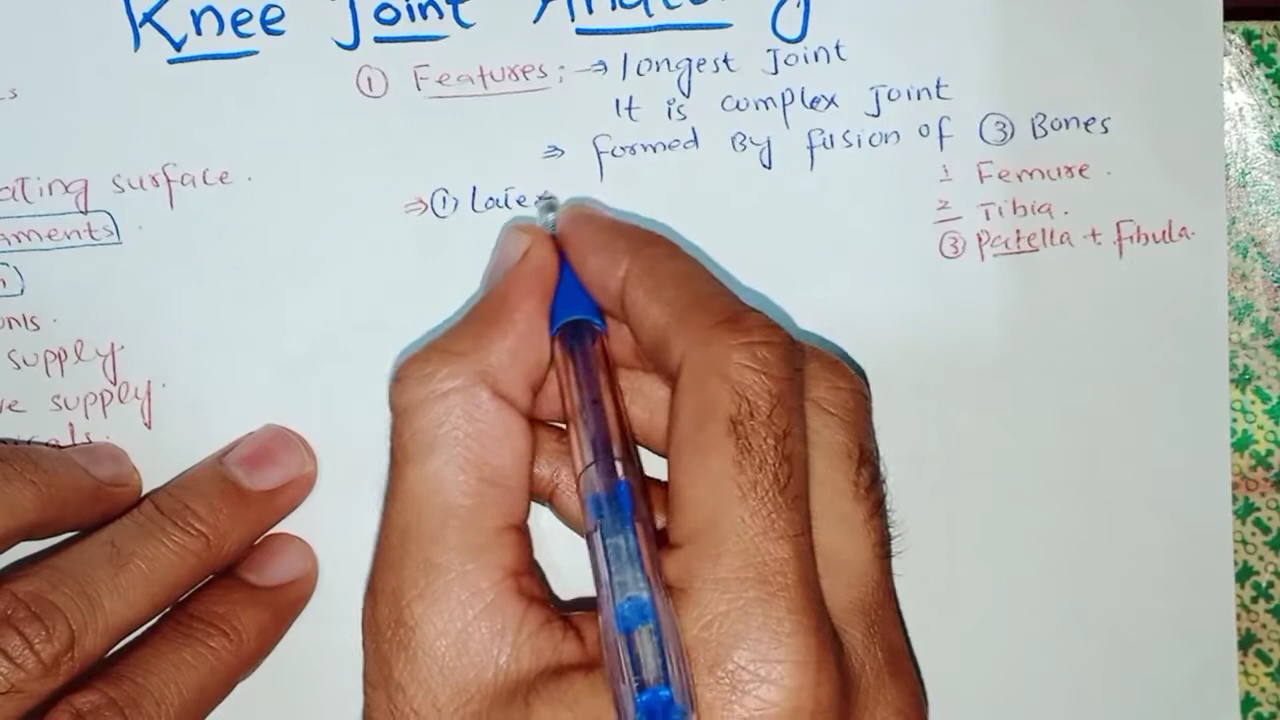 Knee Joint Anatomy
① Features: → longest Joint
It is complex Joint
⇒ formed By fusion of ③ Bones
1 Femure.
2 Tibia.
③ Patella + fibula.
⇒ ① Late
ating surface.
aments
supply
supply